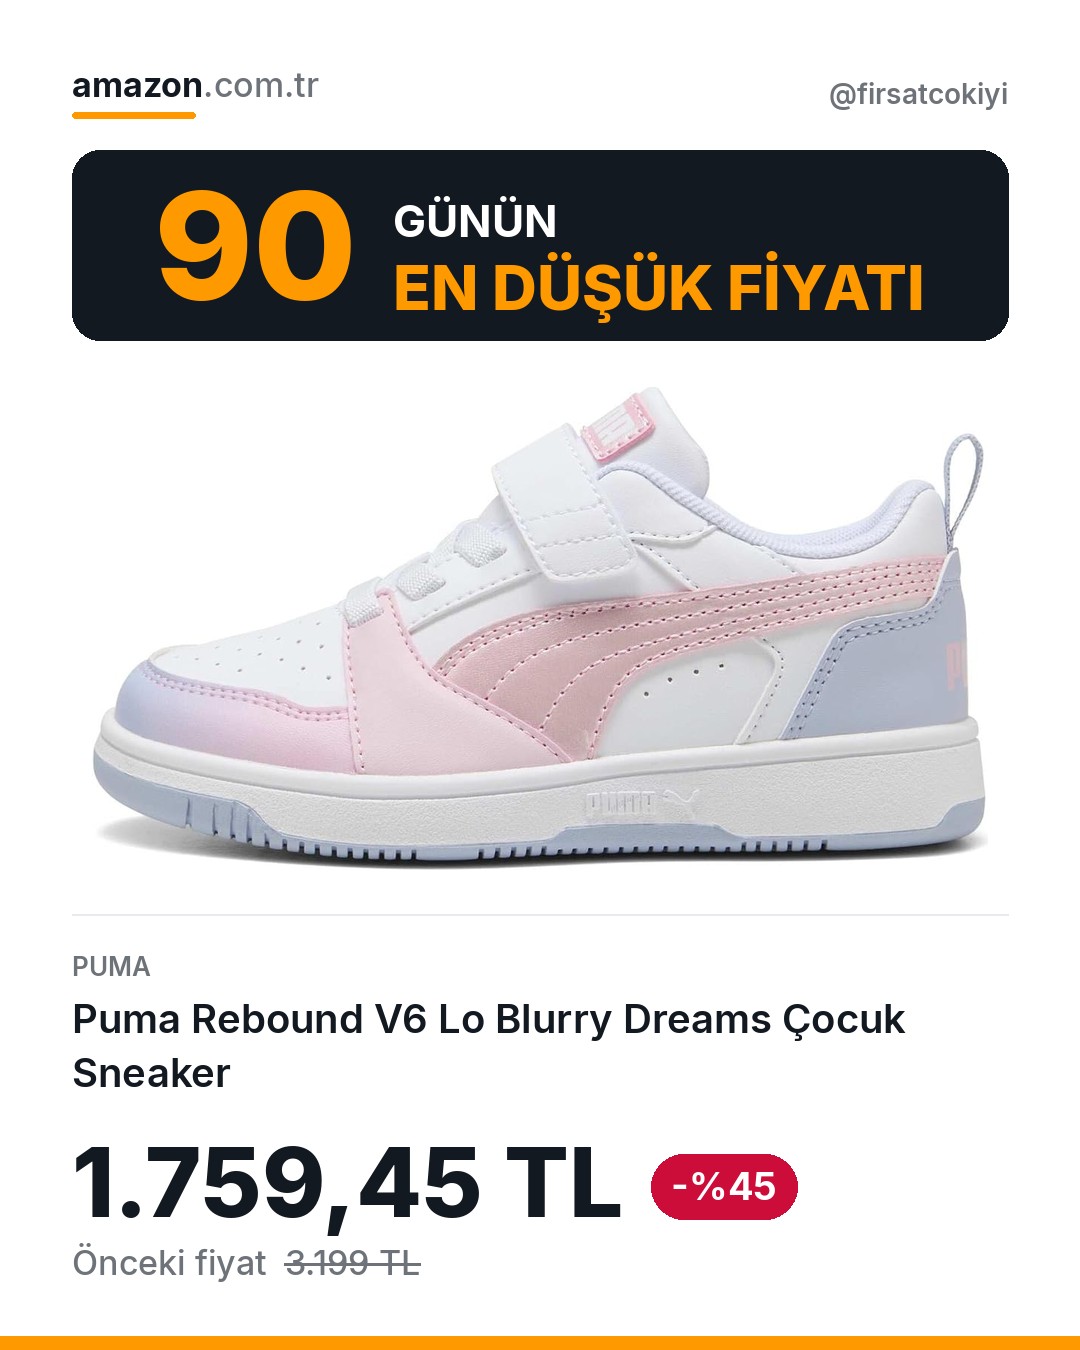 amazon.com.tr
@firsatcokiyi
90 GÜNÜN
EN DÜŞÜK FİYATI
PUMA
PUMA
Puma Rebound V6 Lo Blurry Dreams Çocuk
Sneaker
1.759,45 TL -%45
Önceki fiyat 3.199 TL